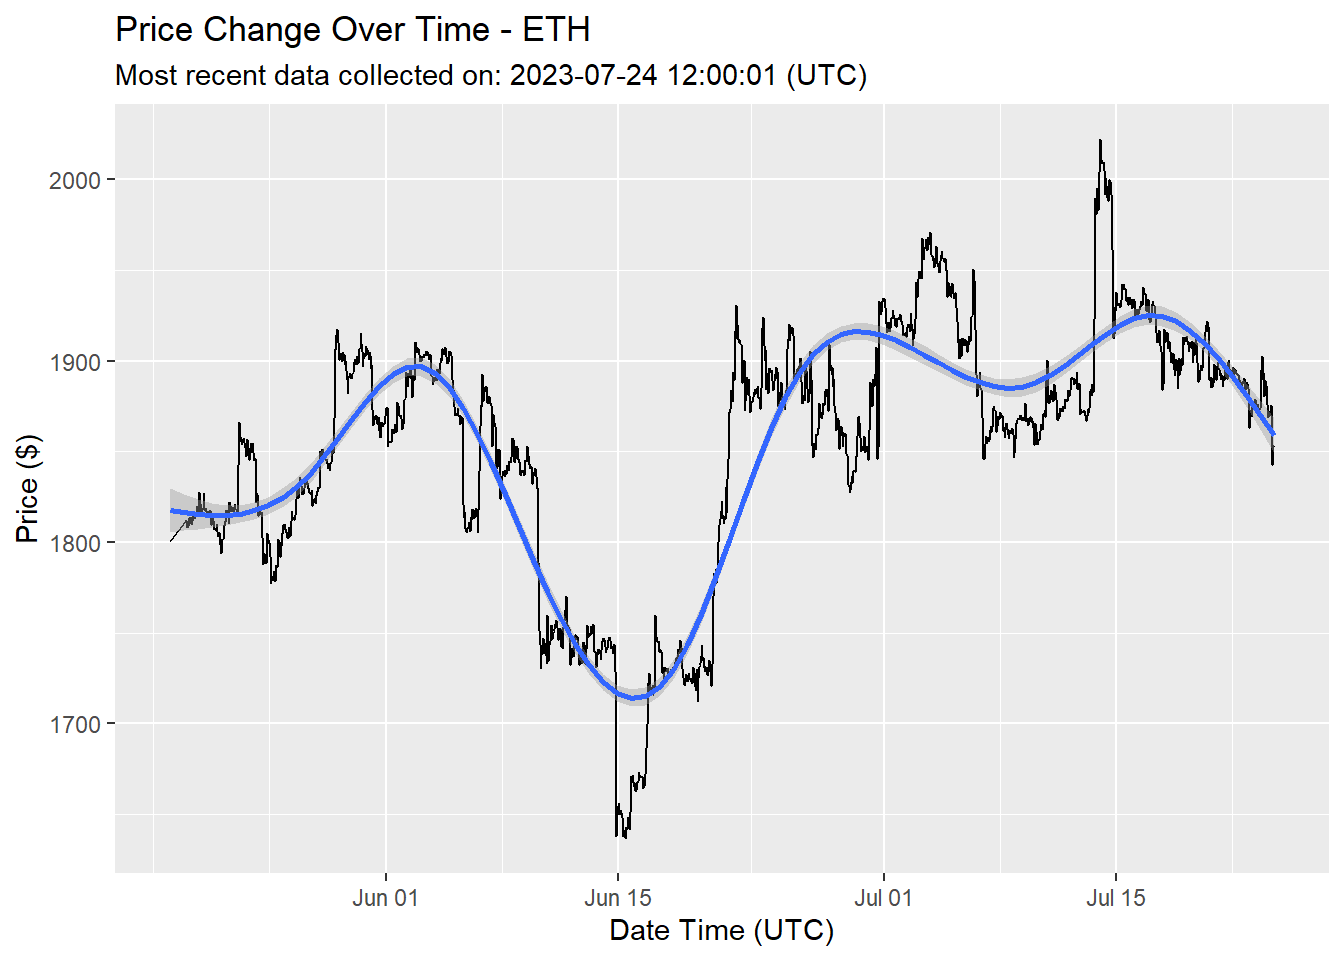 Price Change Over Time - ETH
Most recent data collected on: 2023-07-24 12:00:01 (UTC)
Price ($)
2000
1900
1800
1700
Jun 01
Jun 15
Jul 01
Jul 15
Date Time (UTC)